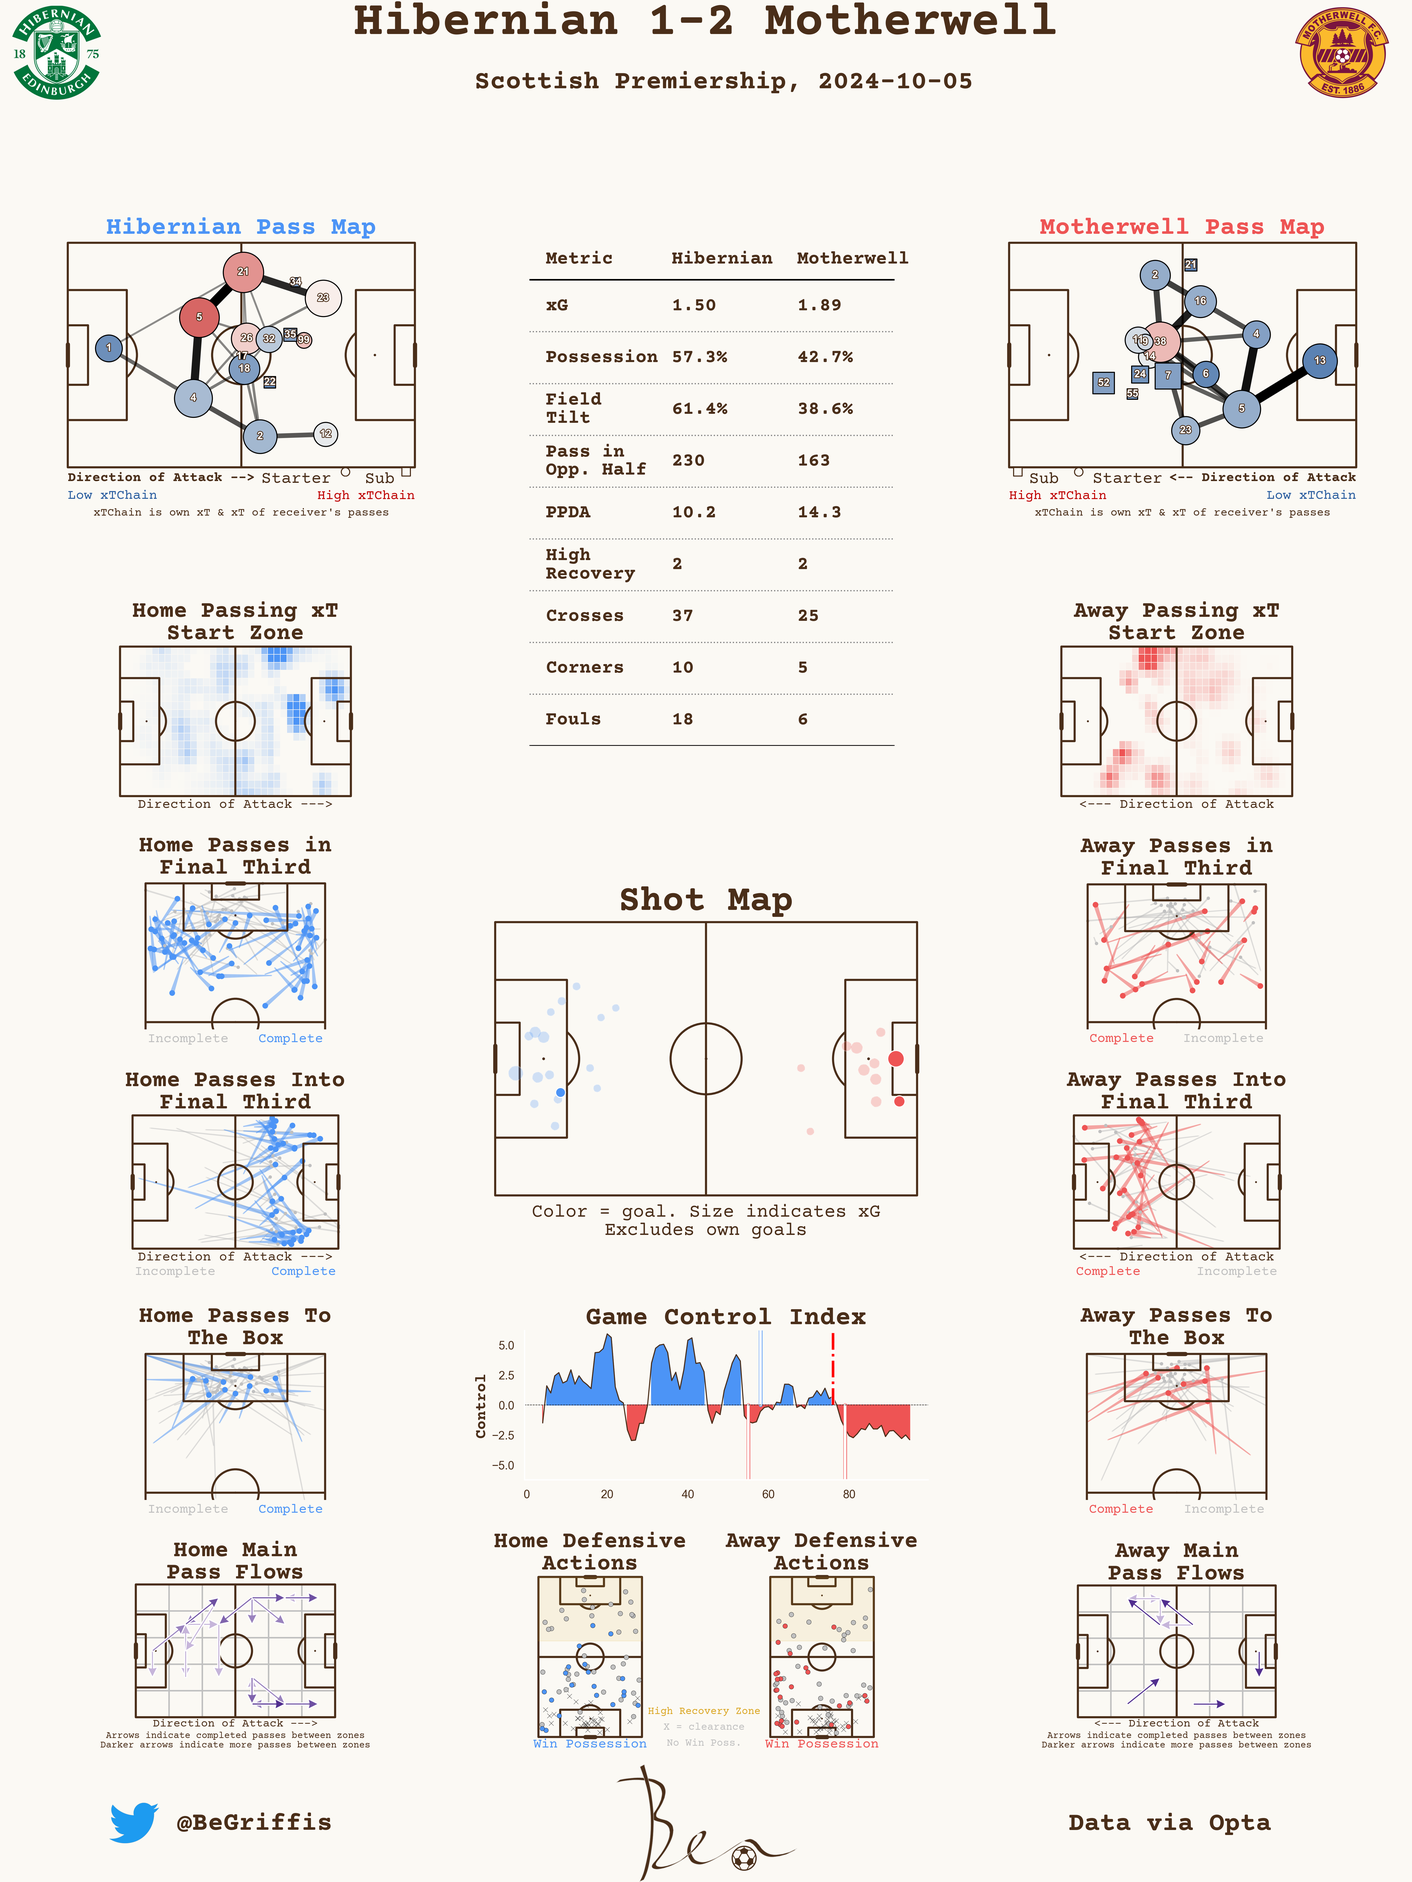 Hibernian 1-2 Motherwell
Scottish Premiership, 2024-10-05
HIBERNIAN
18 75
EDINBURGH
MOTHERWELL F.C.
EST. 1886
Hibernian Pass Map
21
34
23
5
26
32
35
99
1
17
18
22
4
2
12
Direction of Attack --> Starter Sub
Low xTChain High xTChain
xTChain is own xT & xT of receiver's passes
Metric Hibernian Motherwell
xG 1.50 1.89
Possession 57.3% 42.7%
Field
Tilt 61.4% 38.6%
Pass in
Opp. Half 230 163
PPDA 10.2 14.3
High
Recovery 2 2
Crosses 37 25
Corners 10 5
Fouls 18 6
Motherwell Pass Map
21
2
16
4
38
9
14
13
6
7
24
52
55
5
23
Sub Starter <-- Direction of Attack
High xTChain Low xTChain
xTChain is own xT & xT of receiver's passes
Home Passing xT
Start Zone
Direction of Attack --->
Away Passing xT
Start Zone
<--- Direction of Attack
Home Passes in
Final Third
Incomplete Complete
Away Passes in
Final Third
Complete Incomplete
Shot Map
Color = goal. Size indicates xG
Excludes own goals
Home Passes Into
Final Third
Direction of Attack --->
Incomplete Complete
Away Passes Into
Final Third
<--- Direction of Attack
Complete Incomplete
Home Passes To
The Box
Incomplete Complete
Game Control Index
Control
5.0
2.5
0.0
−2.5
−5.0
0 20 40 60 80
Away Passes To
The Box
Complete Incomplete
Home Main
Pass Flows
Direction of Attack --->
Arrows indicate completed passes between zones
Darker arrows indicate more passes between zones
Home Defensive
Actions
Win Possession
High Recovery Zone
X = clearance
No Win Poss.
Away Defensive
Actions
Win Possession
Away Main
Pass Flows
<--- Direction of Attack
Arrows indicate completed passes between zones
Darker arrows indicate more passes between zones
@BeGriffis
Ben
Data via Opta